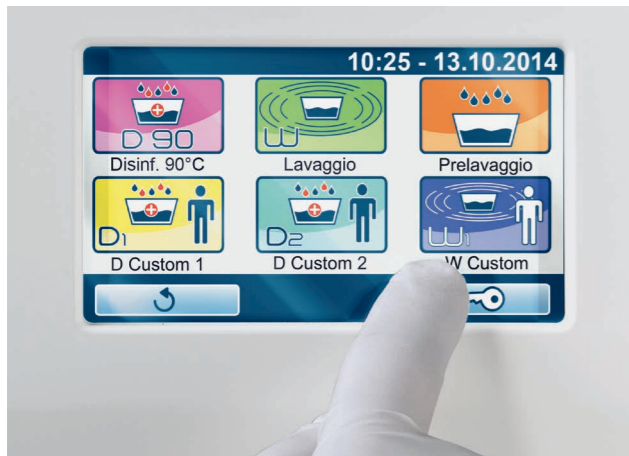 10:25 - 13.10.2014
D 90
W
Disinf. 90°C
Lavaggio
Prelavaggio
D1
D2
W1
D Custom 1
D Custom 2
W Custom